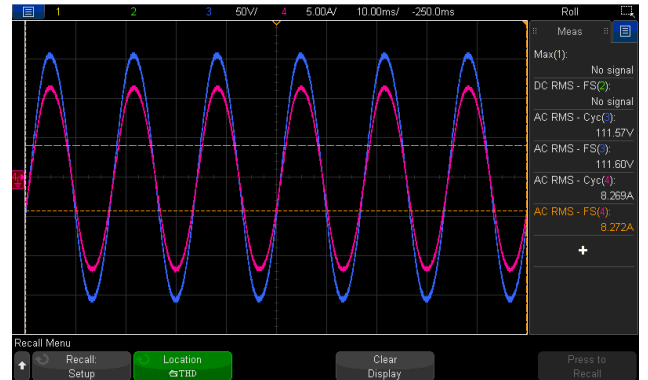 1 2 3 50V/ 4 5.00A/ 10.00ms/ -250.0ms Roll
Meas
Max(1):
No signal
DC RMS - FS(2):
No signal
AC RMS - Cyc(3):
111.57V
AC RMS - FS(3):
111.60V
AC RMS - Cyc(4):
8.269A
AC RMS - FS(4):
8.272A
Recall Menu
Recall:
Setup
Location
THD
Clear
Display
Press to
Recall